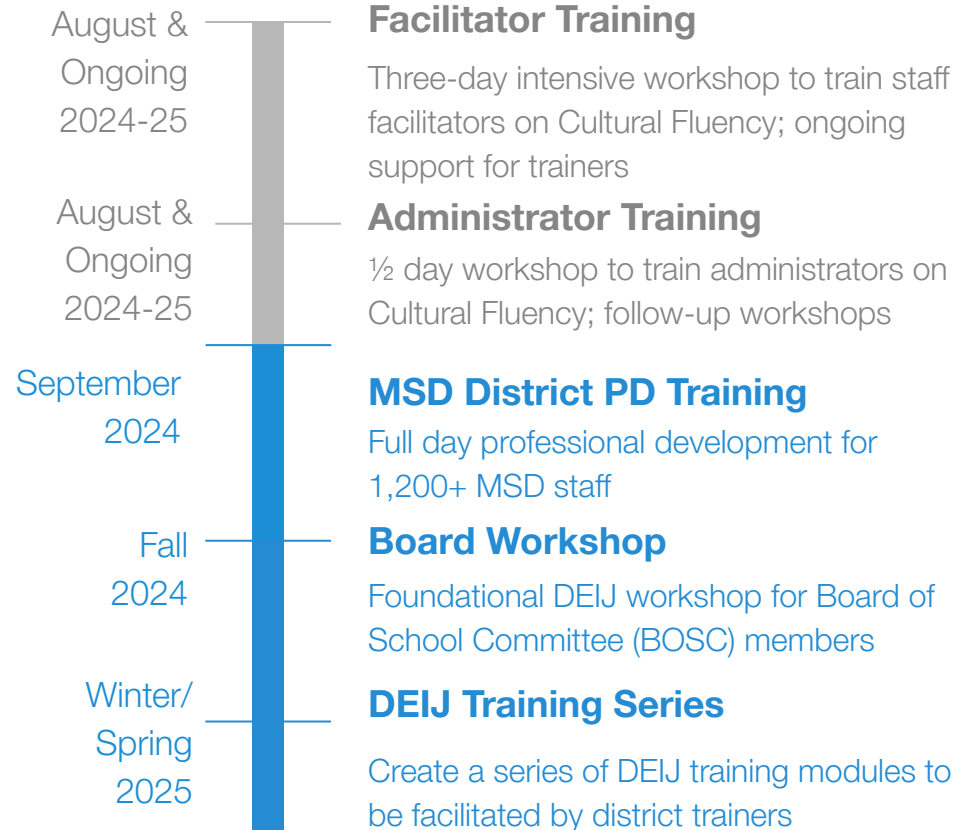 August &
Ongoing
2024-25
Facilitator Training
Three-day intensive workshop to train staff
facilitators on Cultural Fluency; ongoing
support for trainers
August &
Ongoing
2024-25
Administrator Training
½ day workshop to train administrators on
Cultural Fluency; follow-up workshops
September
2024
MSD District PD Training
Full day professional development for
1,200+ MSD staff
Fall
2024
Board Workshop
Foundational DEIJ workshop for Board of
School Committee (BOSC) members
Winter/
Spring
2025
DEIJ Training Series
Create a series of DEIJ training modules to
be facilitated by district trainers